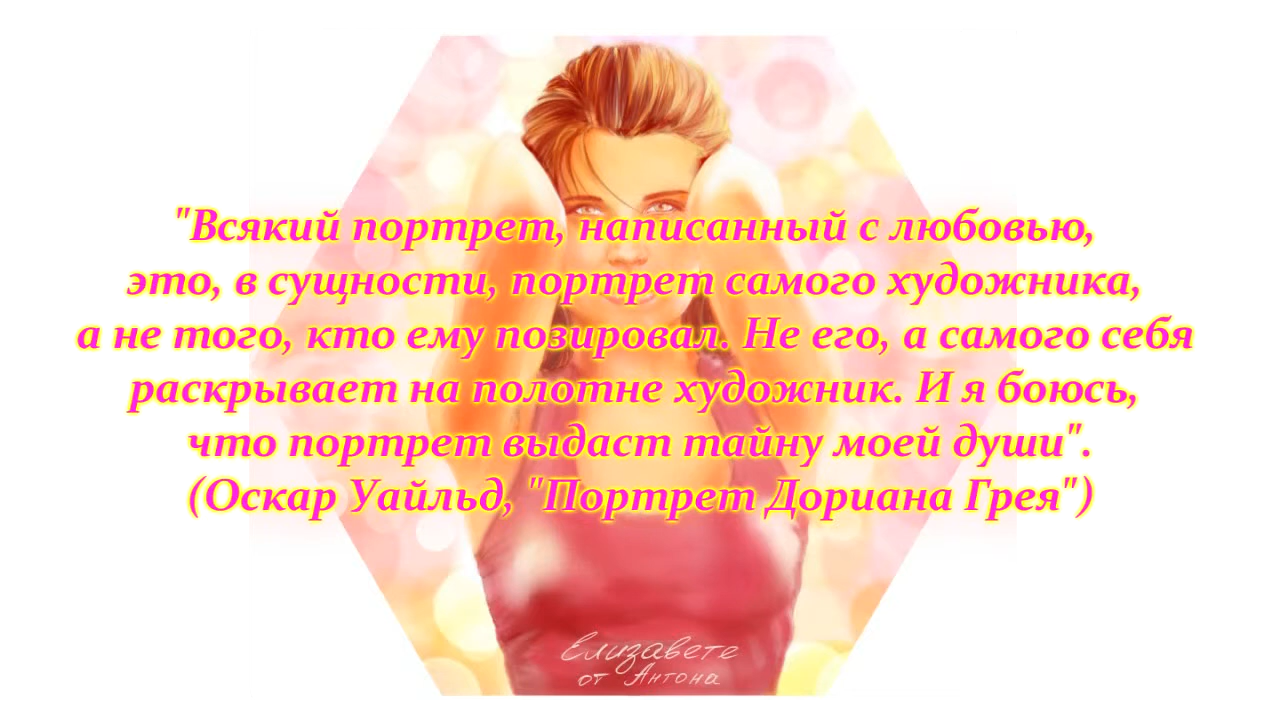 "Всякий портрет, написанный с любовью,
это, в сущности, портрет самого художника,
а не того, кто ему позировал. Не его, а самого себя
раскрывает на полотне художник. И я боюсь,
что портрет выдаст тайну моей души".
(Оскар Уайльд, "Портрет Дориана Грея")
Елизавете
от Антона